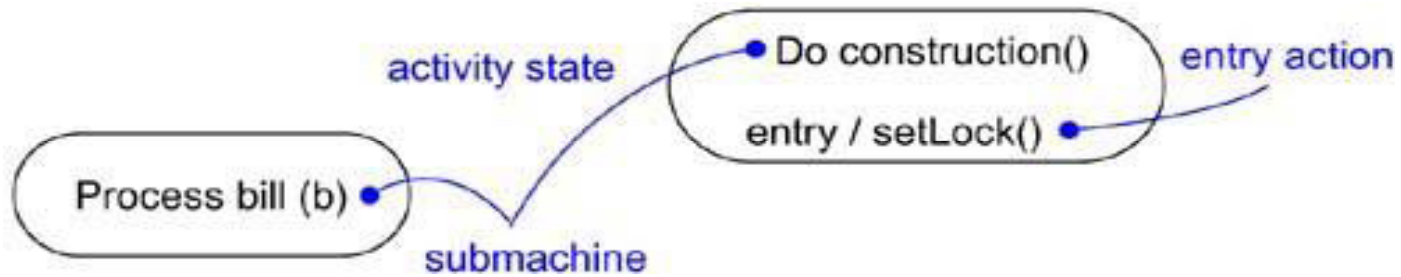 Do construction()
activity state
entry action
entry / setLock()
Process bill (b)
submachine